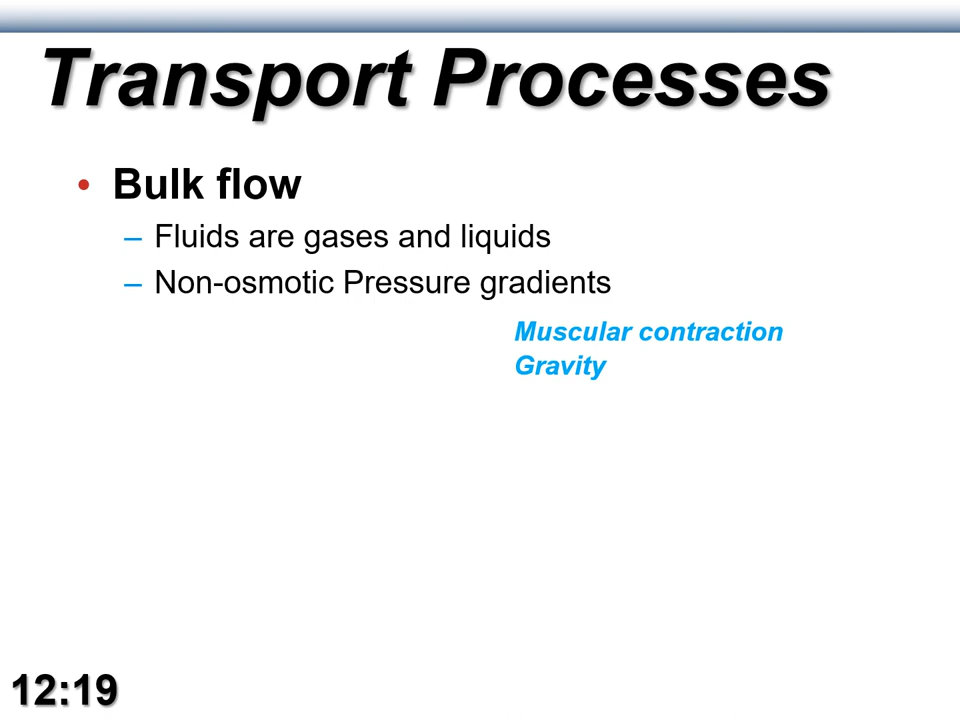 Transport Processes
• Bulk flow
– Fluids are gases and liquids
– Non-osmotic Pressure gradients
Muscular contraction
Gravity
12:19